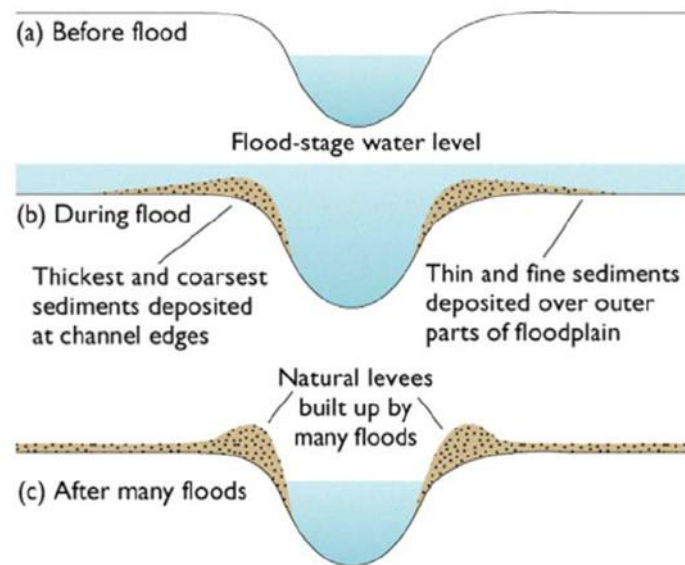 (a) Before flood
Flood-stage water level
(b) During flood
Thickest and coarsest
sediments deposited
at channel edges
Thin and fine sediments
deposited over outer
parts of floodplain
Natural levees
built up by
many floods
(c) After many floods